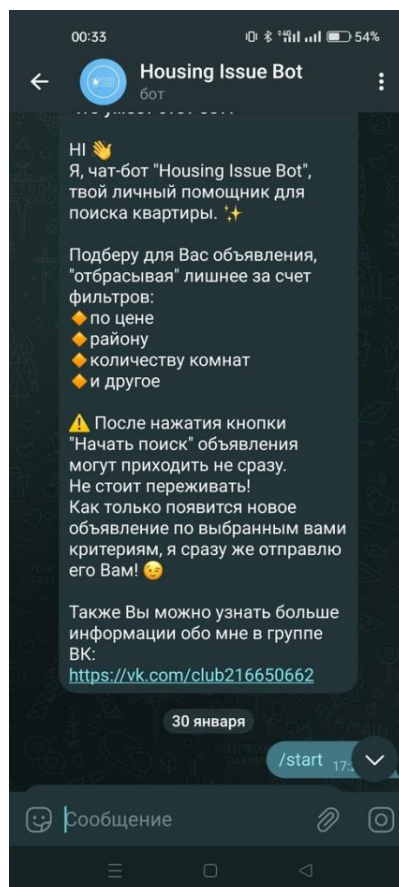 00:33
54%
Housing Issue Bot
бот
HI 👋
Я, чат-бот "Housing Issue Bot",
твой личный помощник для
поиска квартиры. ✨
Подберу для Вас объявления,
"отбрасывая" лишнее за счет
фильтров:
🔸по цене
🔸району
🔸количеству комнат
🔸и другое
⚠️ После нажатия кнопки
"Начать поиск" объявления
могут приходить не сразу.
Не стоит переживать!
Как только появится новое
объявление по выбранным вами
критериям, я сразу же отправлю
его Вам! 😉
Также Вы можно узнать больше
информации обо мне в группе
ВК:
https://vk.com/club216650662
30 января
/start
Сообщение